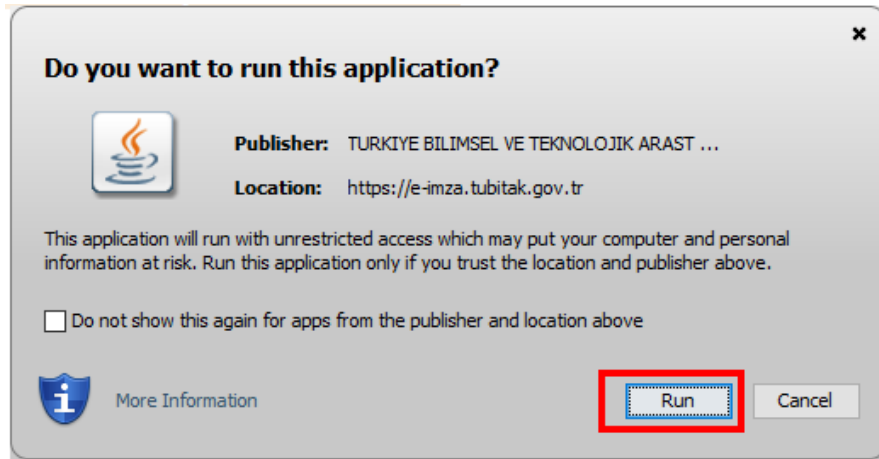 Do you want to run this application?
Publisher: TURKIYE BILIMSEL VE TEKNOLOJIK ARAST ...
Location: https://e-imza.tubitak.gov.tr
This application will run with unrestricted access which may put your computer and personal
information at risk. Run this application only if you trust the location and publisher above.
Do not show this again for apps from the publisher and location above
More Information
Run
Cancel